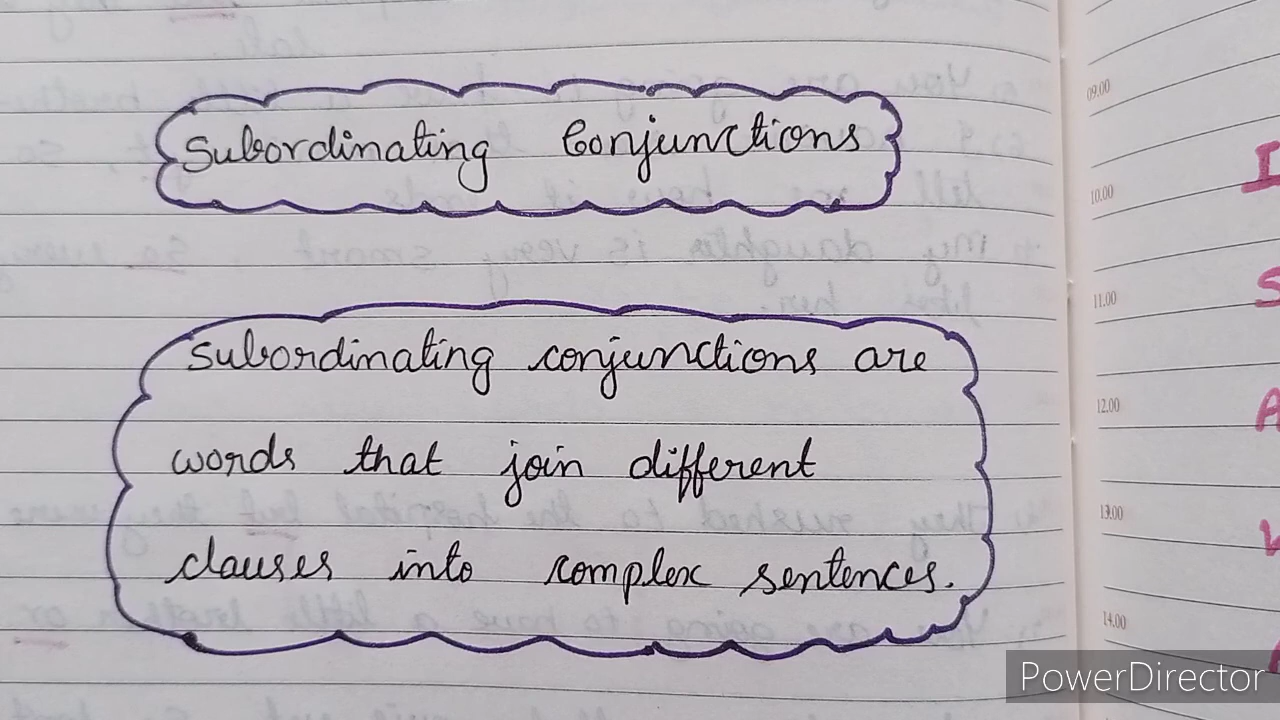 Subordinating Conjunctions
Subordinating conjunctions are
words that join different
clauses into complex sentences.
09.00
10.00
11.00
12.00
13.00
14.00
I
S
A
PowerDirector